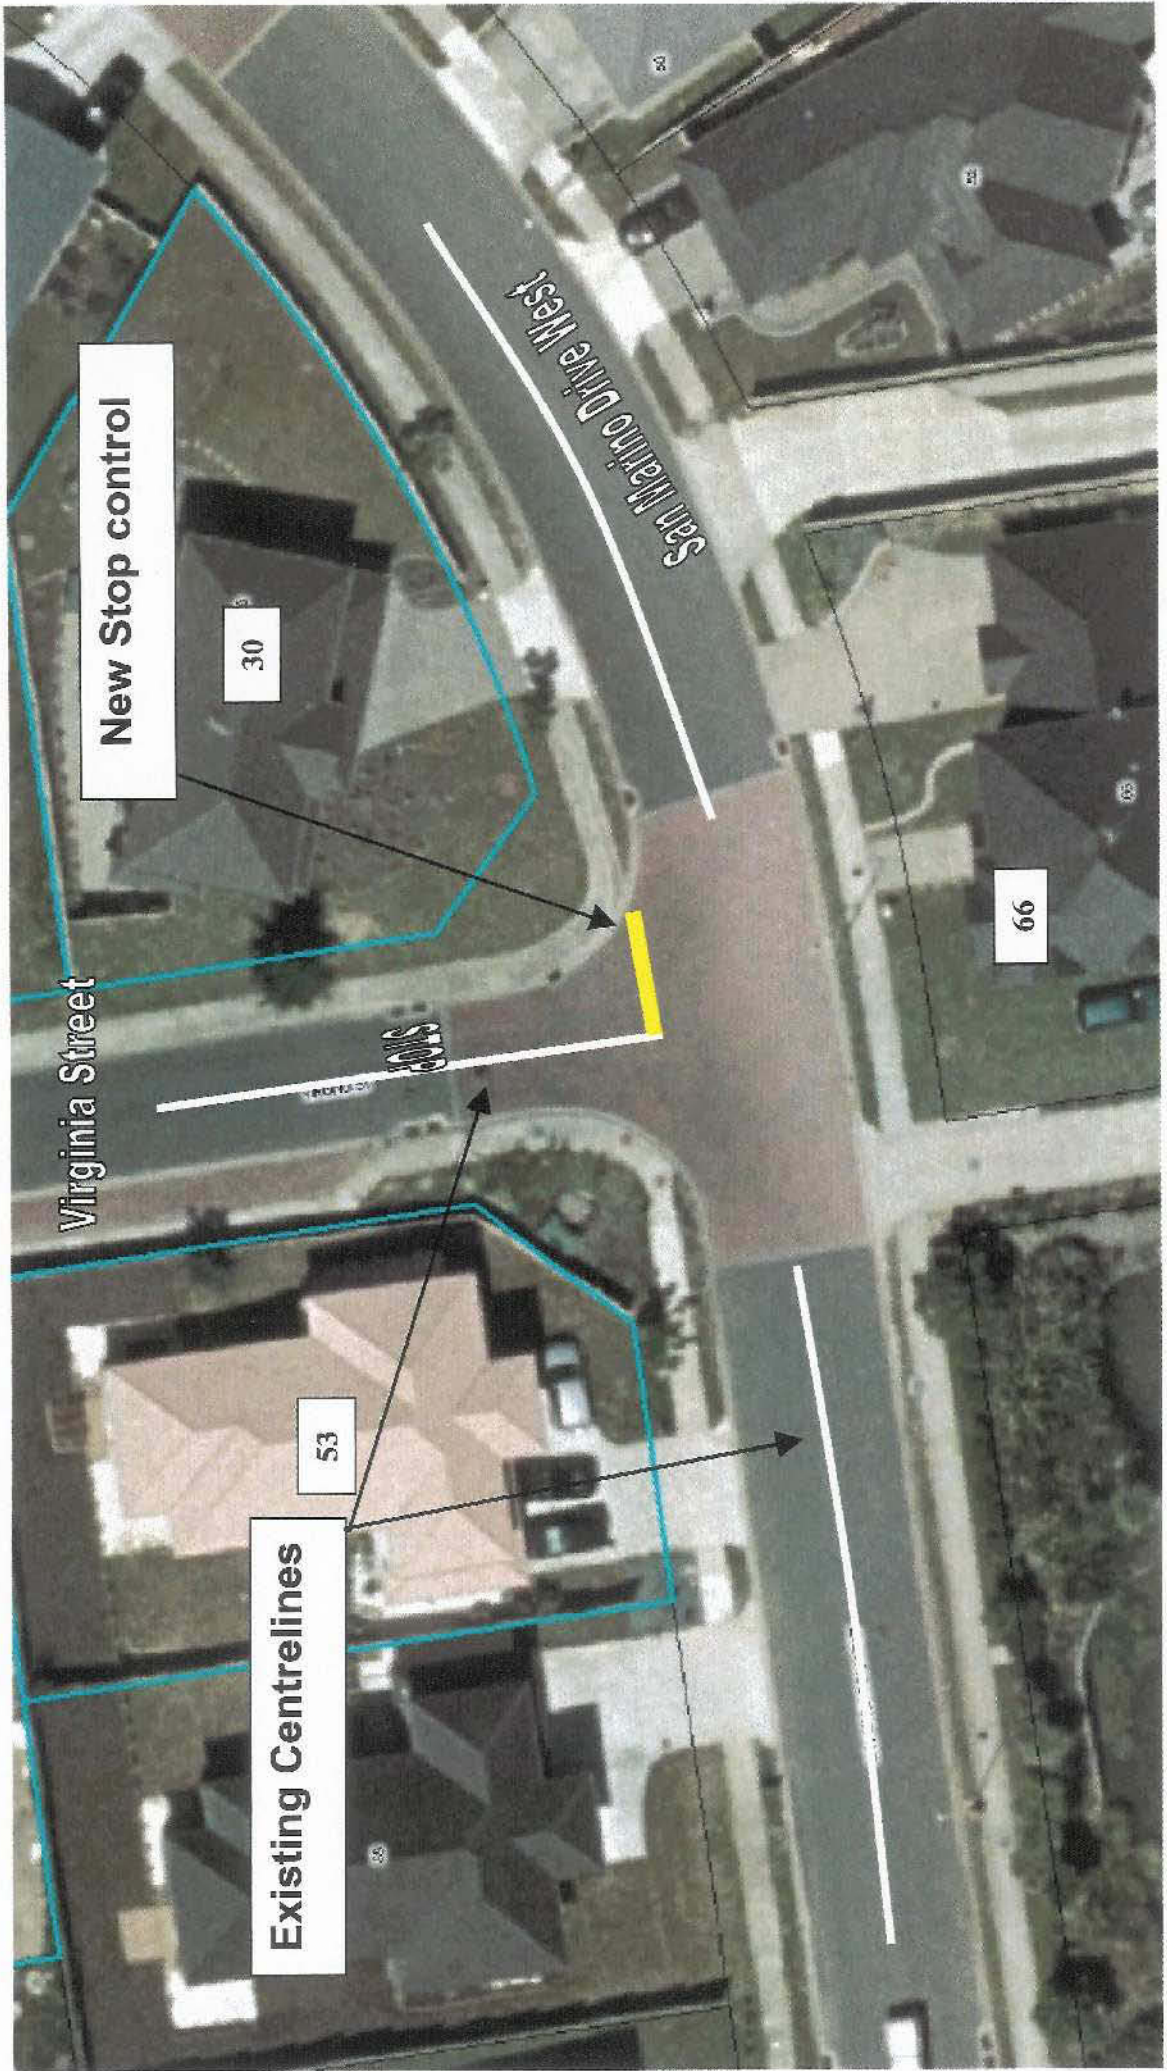 New Stop control
30
San Marino Drive West
Virginia Street
STOP
53
66
Existing Centrelines